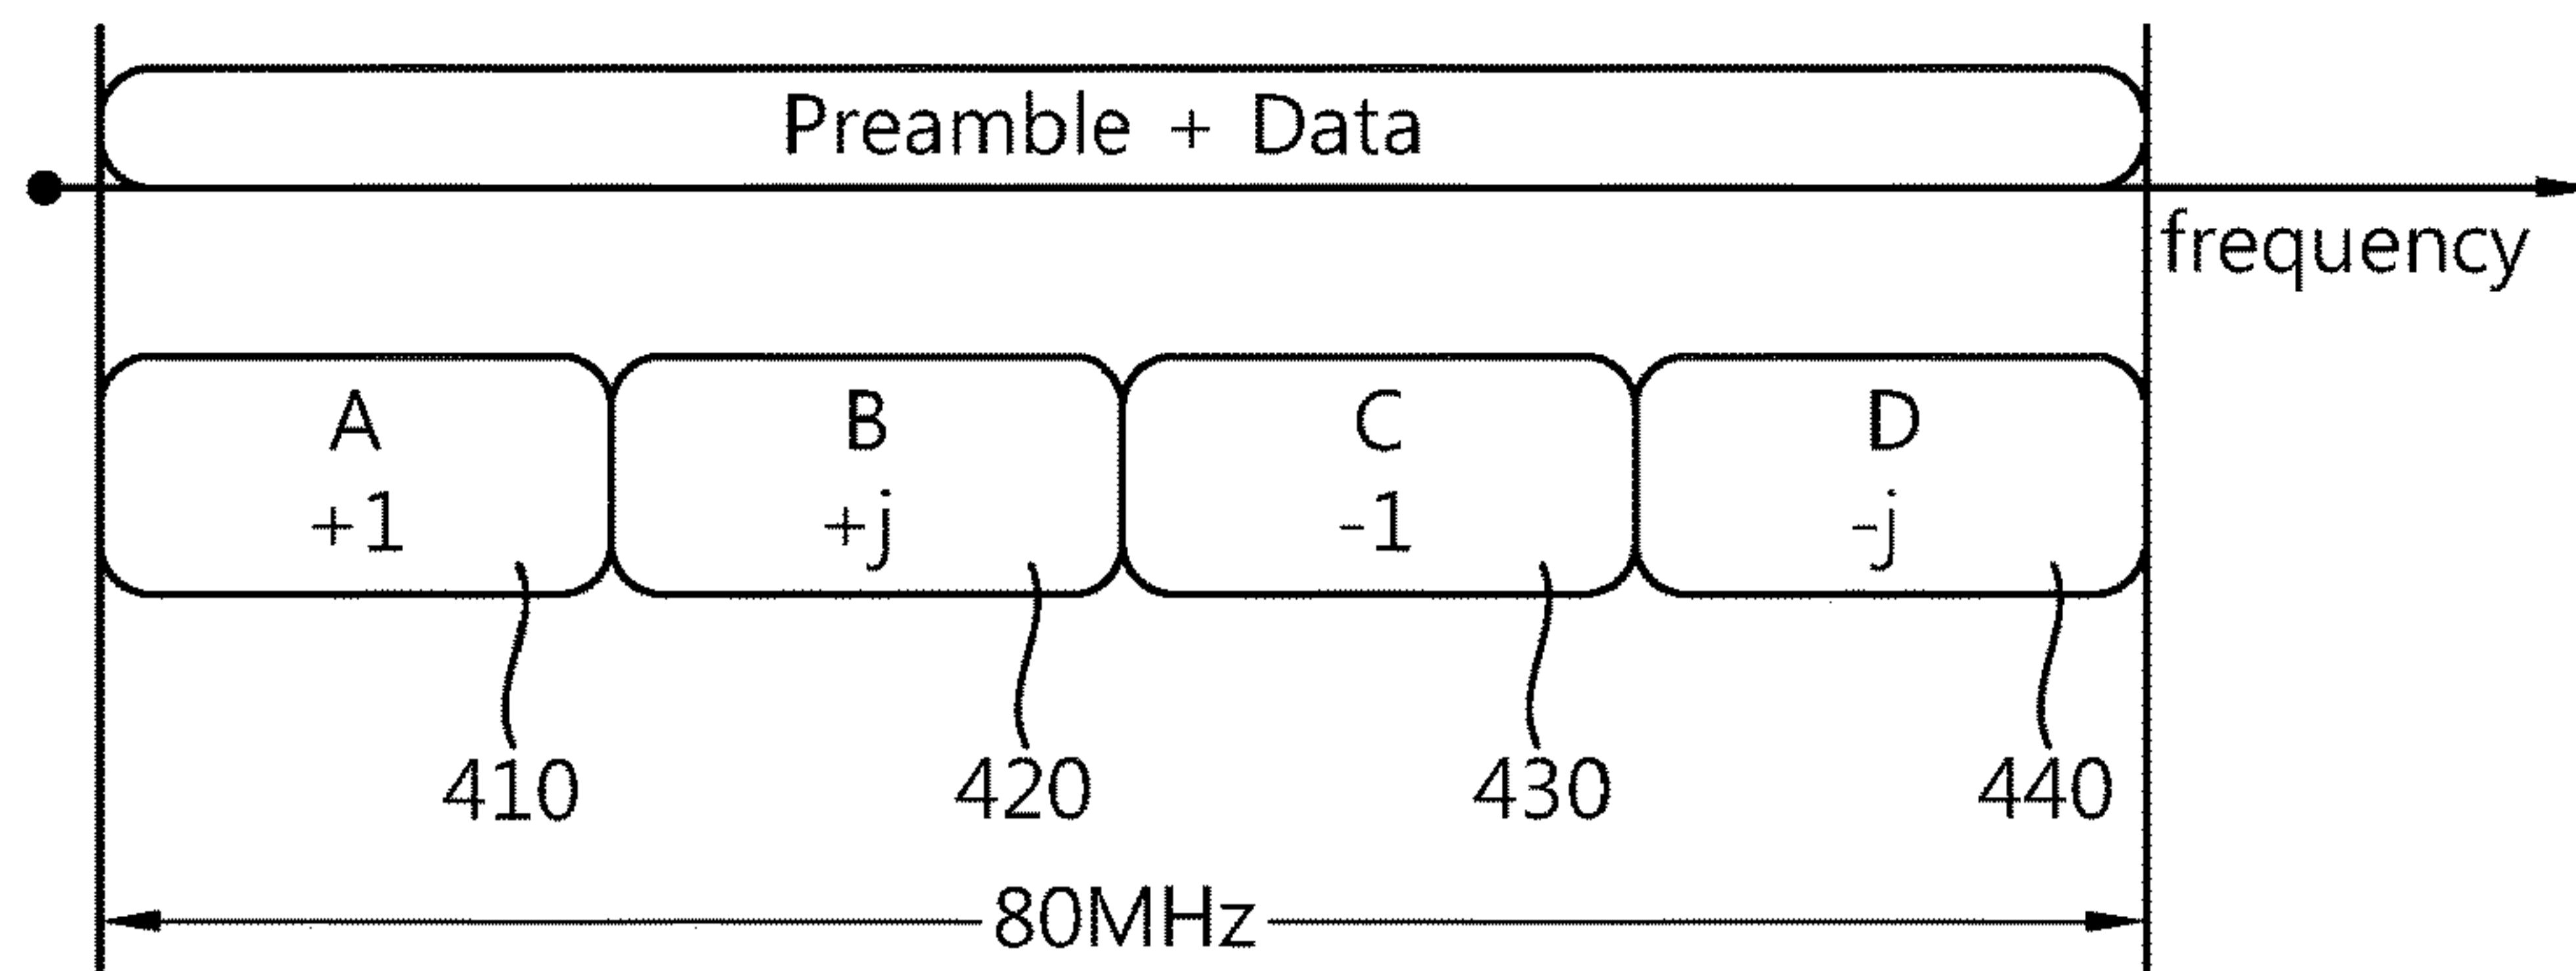 Preamble + Data
frequency
A B C D
+1 +j -1 -j
410 420 430 440
80MHz